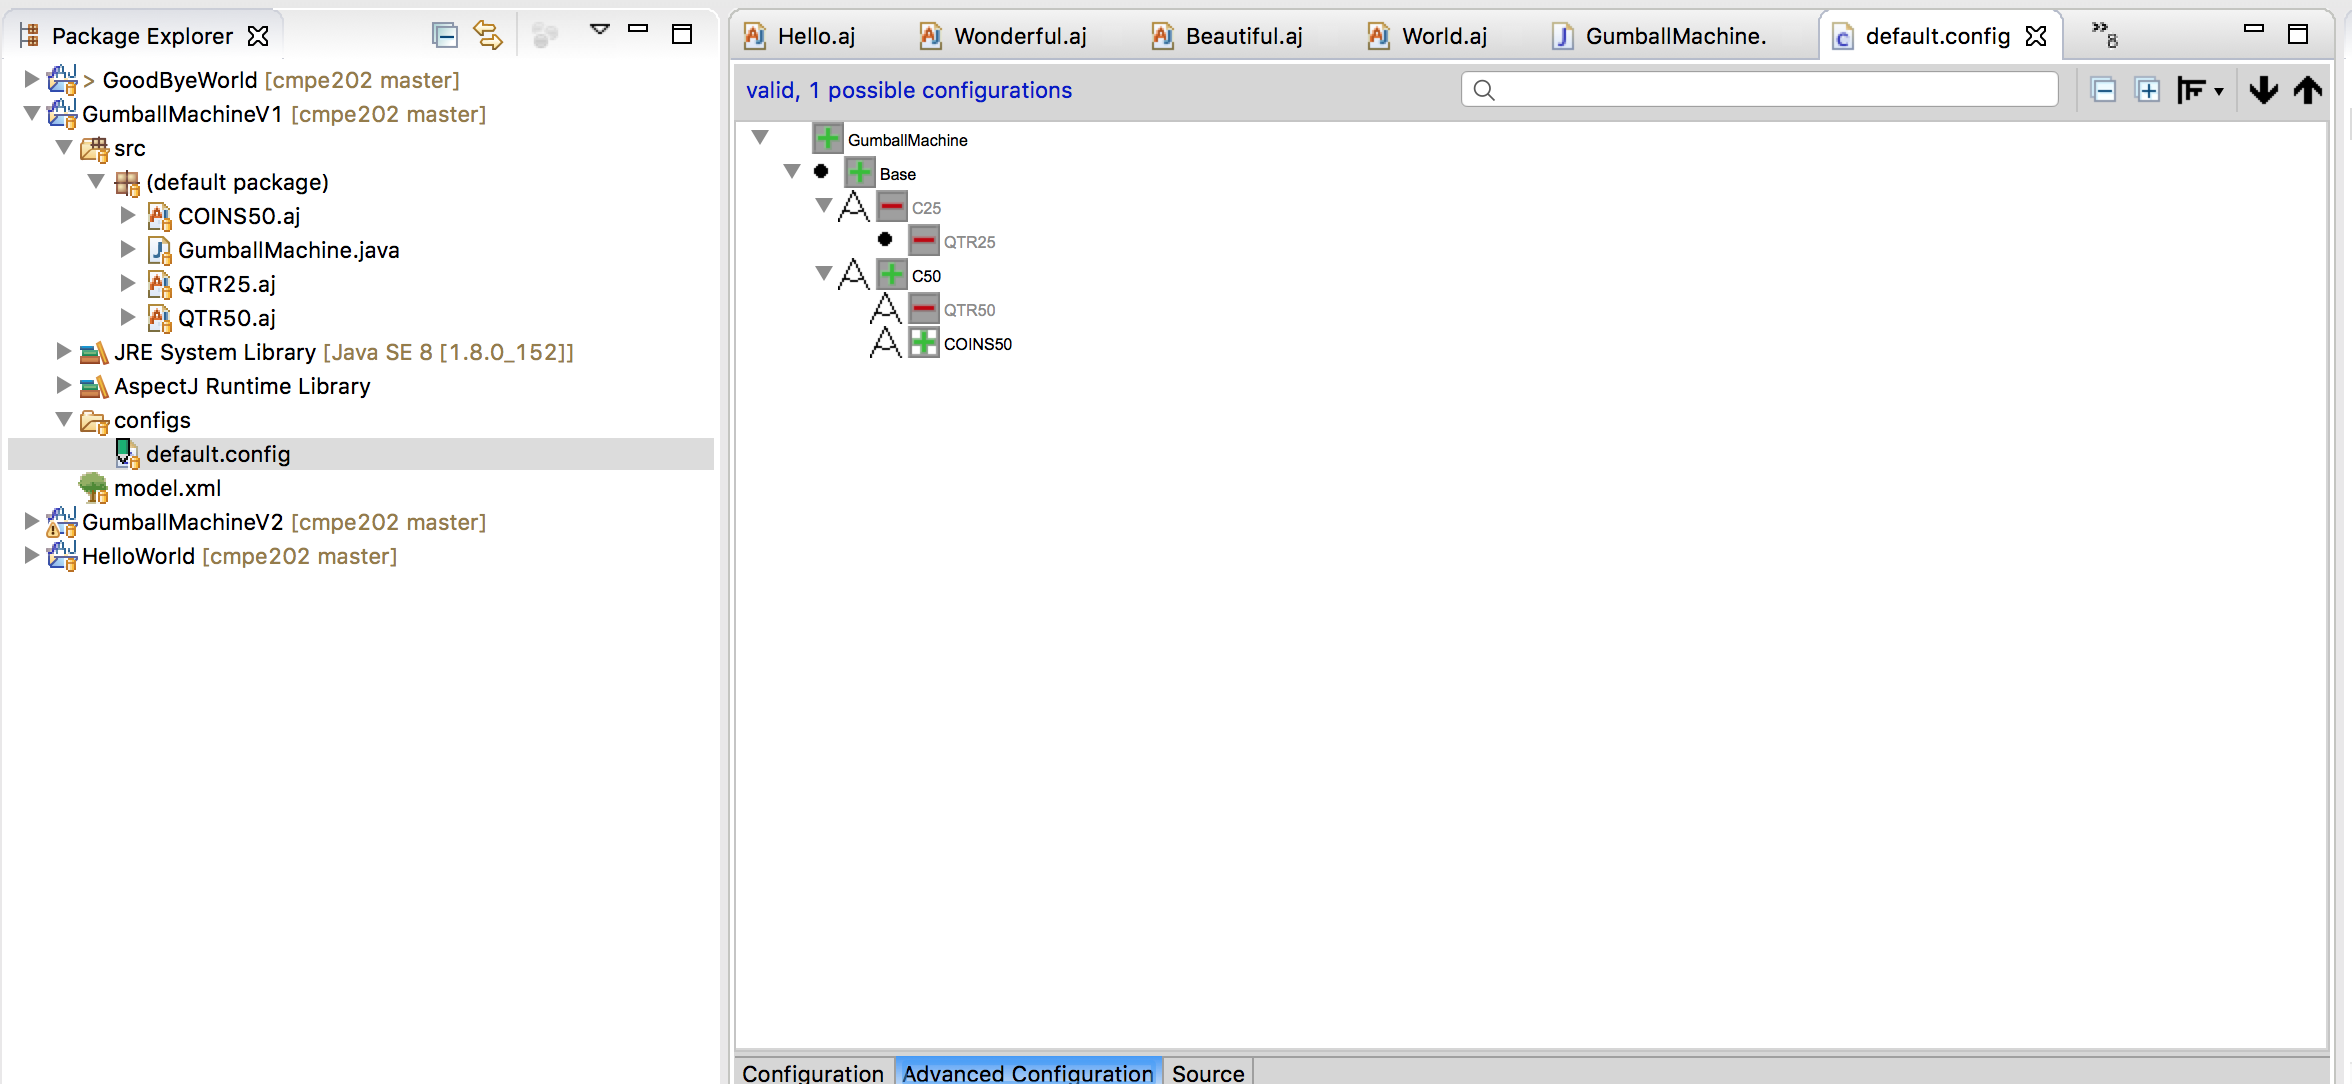 Package Explorer
> GoodByeWorld [cmpe202 master]
GumballMachineV1 [cmpe202 master]
src
(default package)
COINS50.aj
GumballMachine.java
QTR25.aj
QTR50.aj
JRE System Library [Java SE 8 [1.8.0_152]]
AspectJ Runtime Library
configs
default.config
model.xml
GumballMachineV2 [cmpe202 master]
HelloWorld [cmpe202 master]
Hello.aj Wonderful.aj Beautiful.aj World.aj GumballMachine. default.config »8
valid, 1 possible configurations
GumballMachine
Base
C25
QTR25
C50
QTR50
COINS50
Configuration Advanced Configuration Source